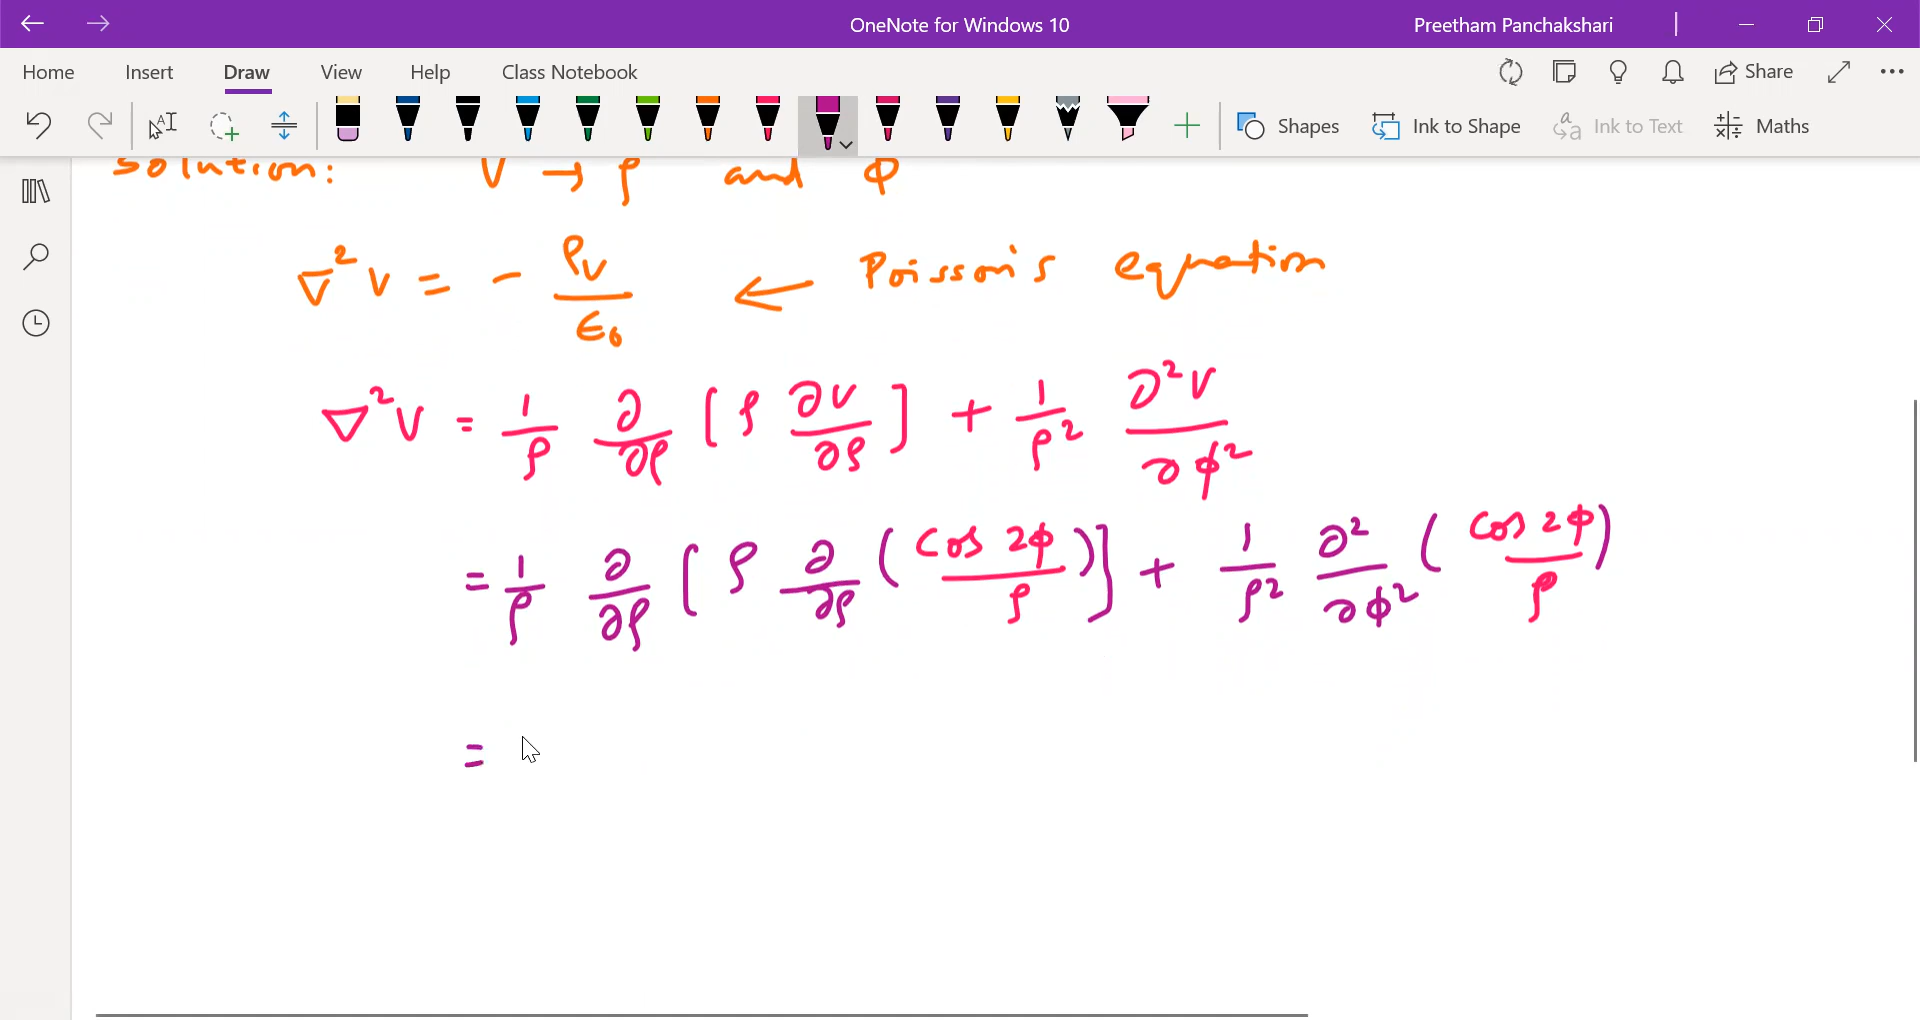 OneNote for Windows 10 Preetham Panchakshari
Home Insert Draw View Help Class Notebook Share
Shapes Ink to Shape Ink to Text Maths
Solution: V → ρ and Φ
∇²V = - ρv/ϵ₀ ← Poisson's equation
∇²V = 1/ρ ∂/∂ρ [ρ ∂V/∂ρ] + 1/ρ² ∂²V/∂ϕ²
= 1/ρ ∂/∂ρ [ρ ∂/∂ρ (cos 2ϕ/ρ)] + 1/ρ² ∂²/∂ϕ² (cos 2ϕ/ρ)
=